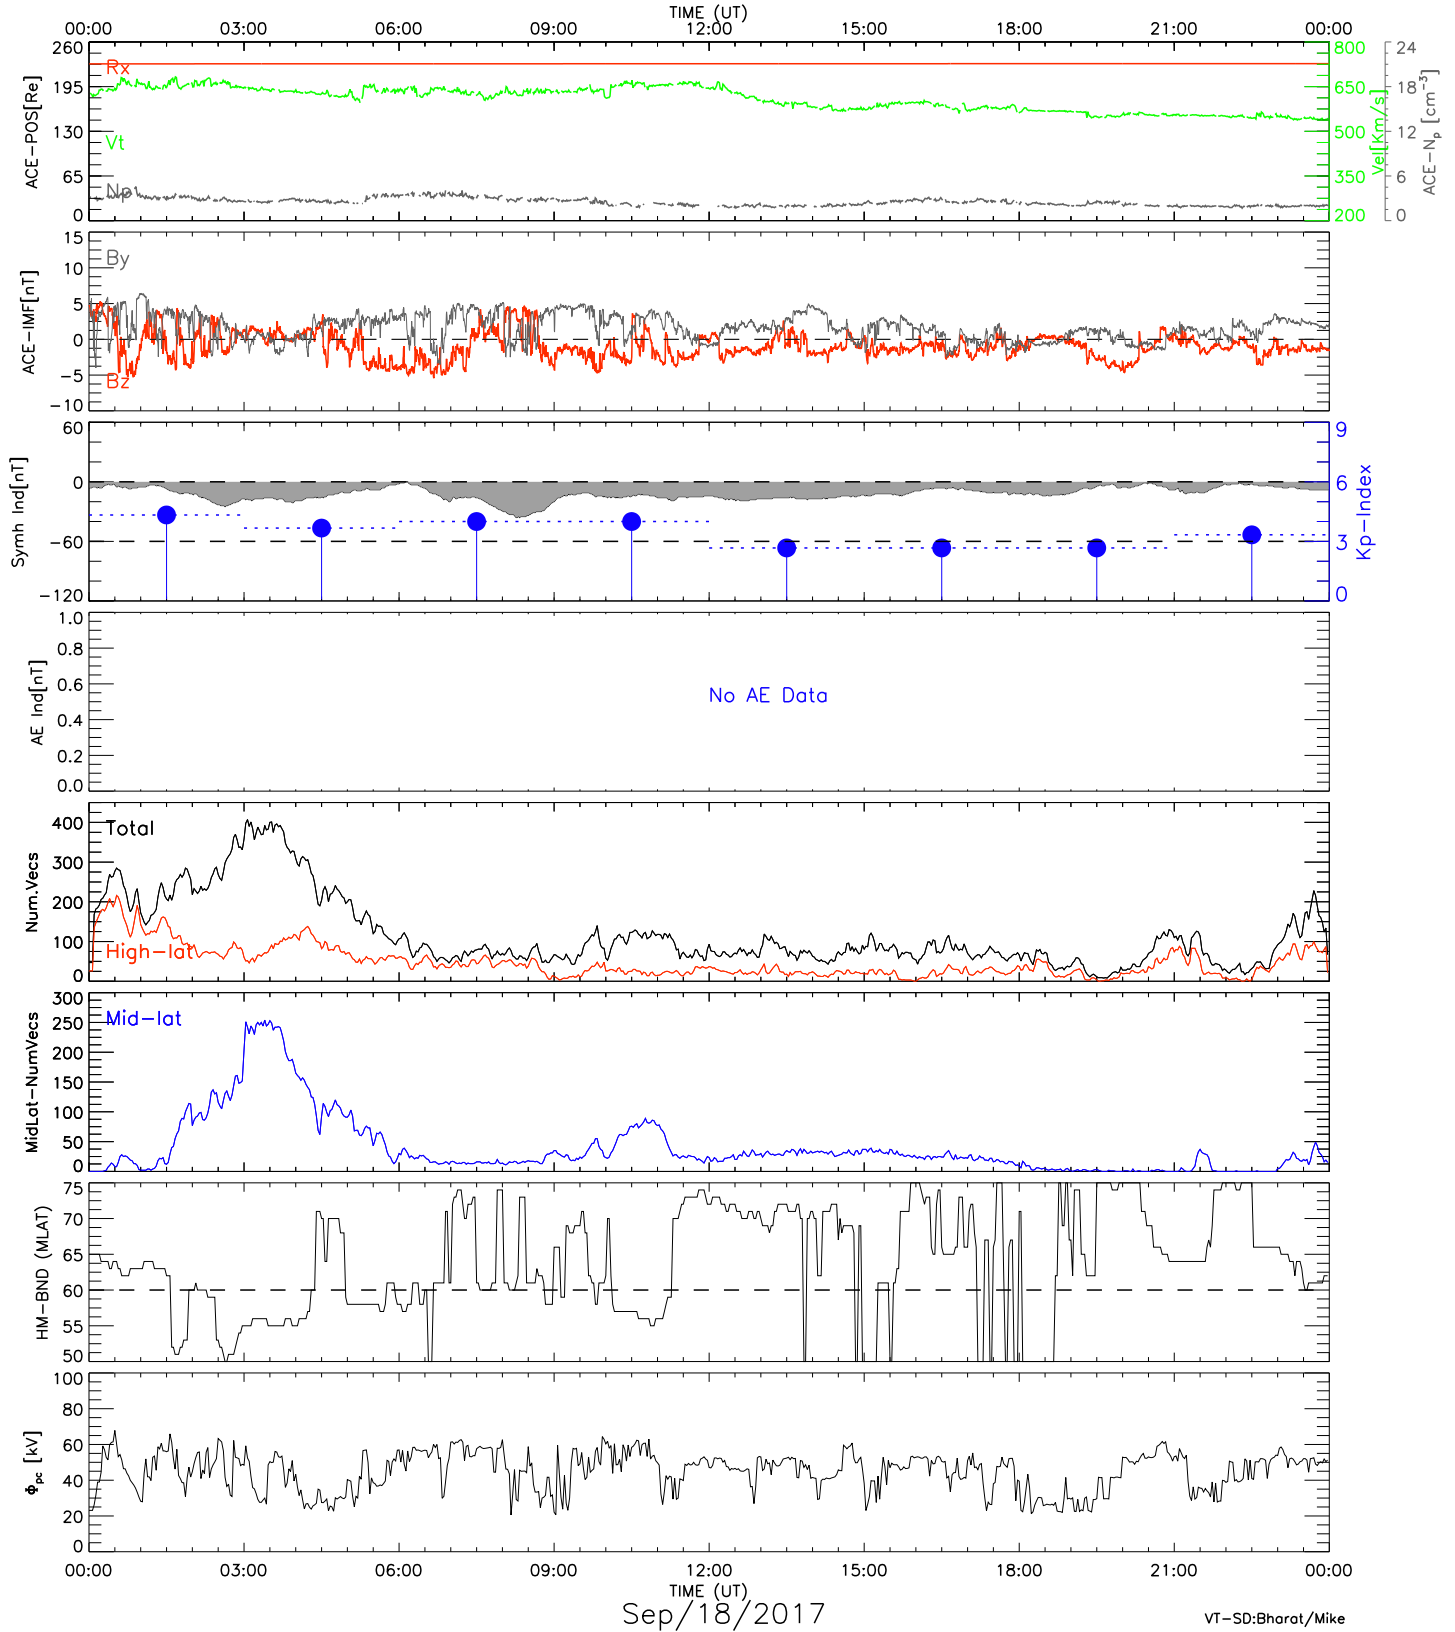 TIME (UT)
00:00 03:00 06:00 09:00 12:00 15:00 18:00 21:00 00:00
260 195 130 65 0
ACE-POS[Re]
Rx
Vt
Np
800 650 500 350 200
Vel[Km/s]
24 18 12 6 0
ACE-Np [cm-3]
15 10 5 0 -5 -10
ACE-IMF[nT]
By
Bz
60 0 -60 -120
Symh Ind[nT]
9 6 3 0
Kp-Index
1.0 0.8 0.6 0.4 0.2 0.0
AE Ind[nT]
No AE Data
400 300 200 100 0
Num.Vecs
Total
High-lat
300 250 200 150 100 50 0
MidLat-NumVecs
Mid-lat
75 70 65 60 55 50
HM-BND (MLAT)
100 80 60 40 20 0
Φpc [kV]
00:00 03:00 06:00 09:00 12:00 15:00 18:00 21:00 00:00
TIME (UT)
Sep/18/2017
VT-SD:Bharat/Mike